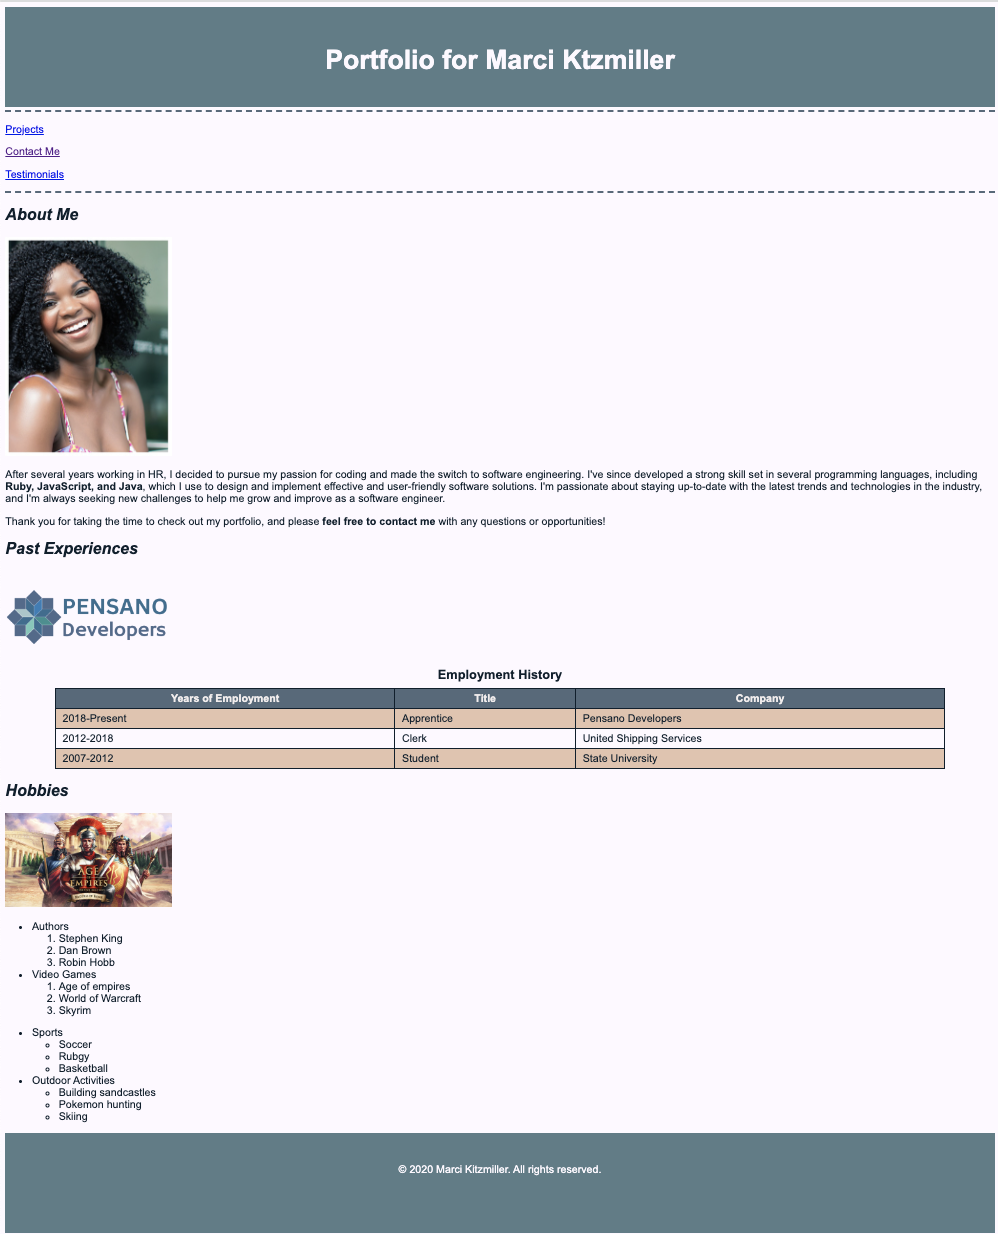 Portfolio for Marci Ktzmiller
Projects
Contact Me
Testimonials
About Me
After several years working in HR, I decided to pursue my passion for coding and made the switch to software engineering. I've since developed a strong skill set in several programming languages, including
Ruby, JavaScript, and Java, which I use to design and implement effective and user-friendly software solutions. I'm passionate about staying up-to-date with the latest trends and technologies in the industry,
and I'm always seeking new challenges to help me grow and improve as a software engineer.
Thank you for taking the time to check out my portfolio, and please feel free to contact me with any questions or opportunities!
Past Experiences
PENSANO
Developers
Employment History
Years of Employment Title Company
2018-Present Apprentice Pensano Developers
2012-2018 Clerk United Shipping Services
2007-2012 Student State University
Hobbies
AGE
EMPIRES
• Authors
1. Stephen King
2. Dan Brown
3. Robin Hobb
• Video Games
1. Age of empires
2. World of Warcraft
3. Skyrim
• Sports
◦ Soccer
◦ Rubgy
◦ Basketball
• Outdoor Activities
◦ Building sandcastles
◦ Pokemon hunting
◦ Skiing
© 2020 Marci Kitzmiller. All rights reserved.